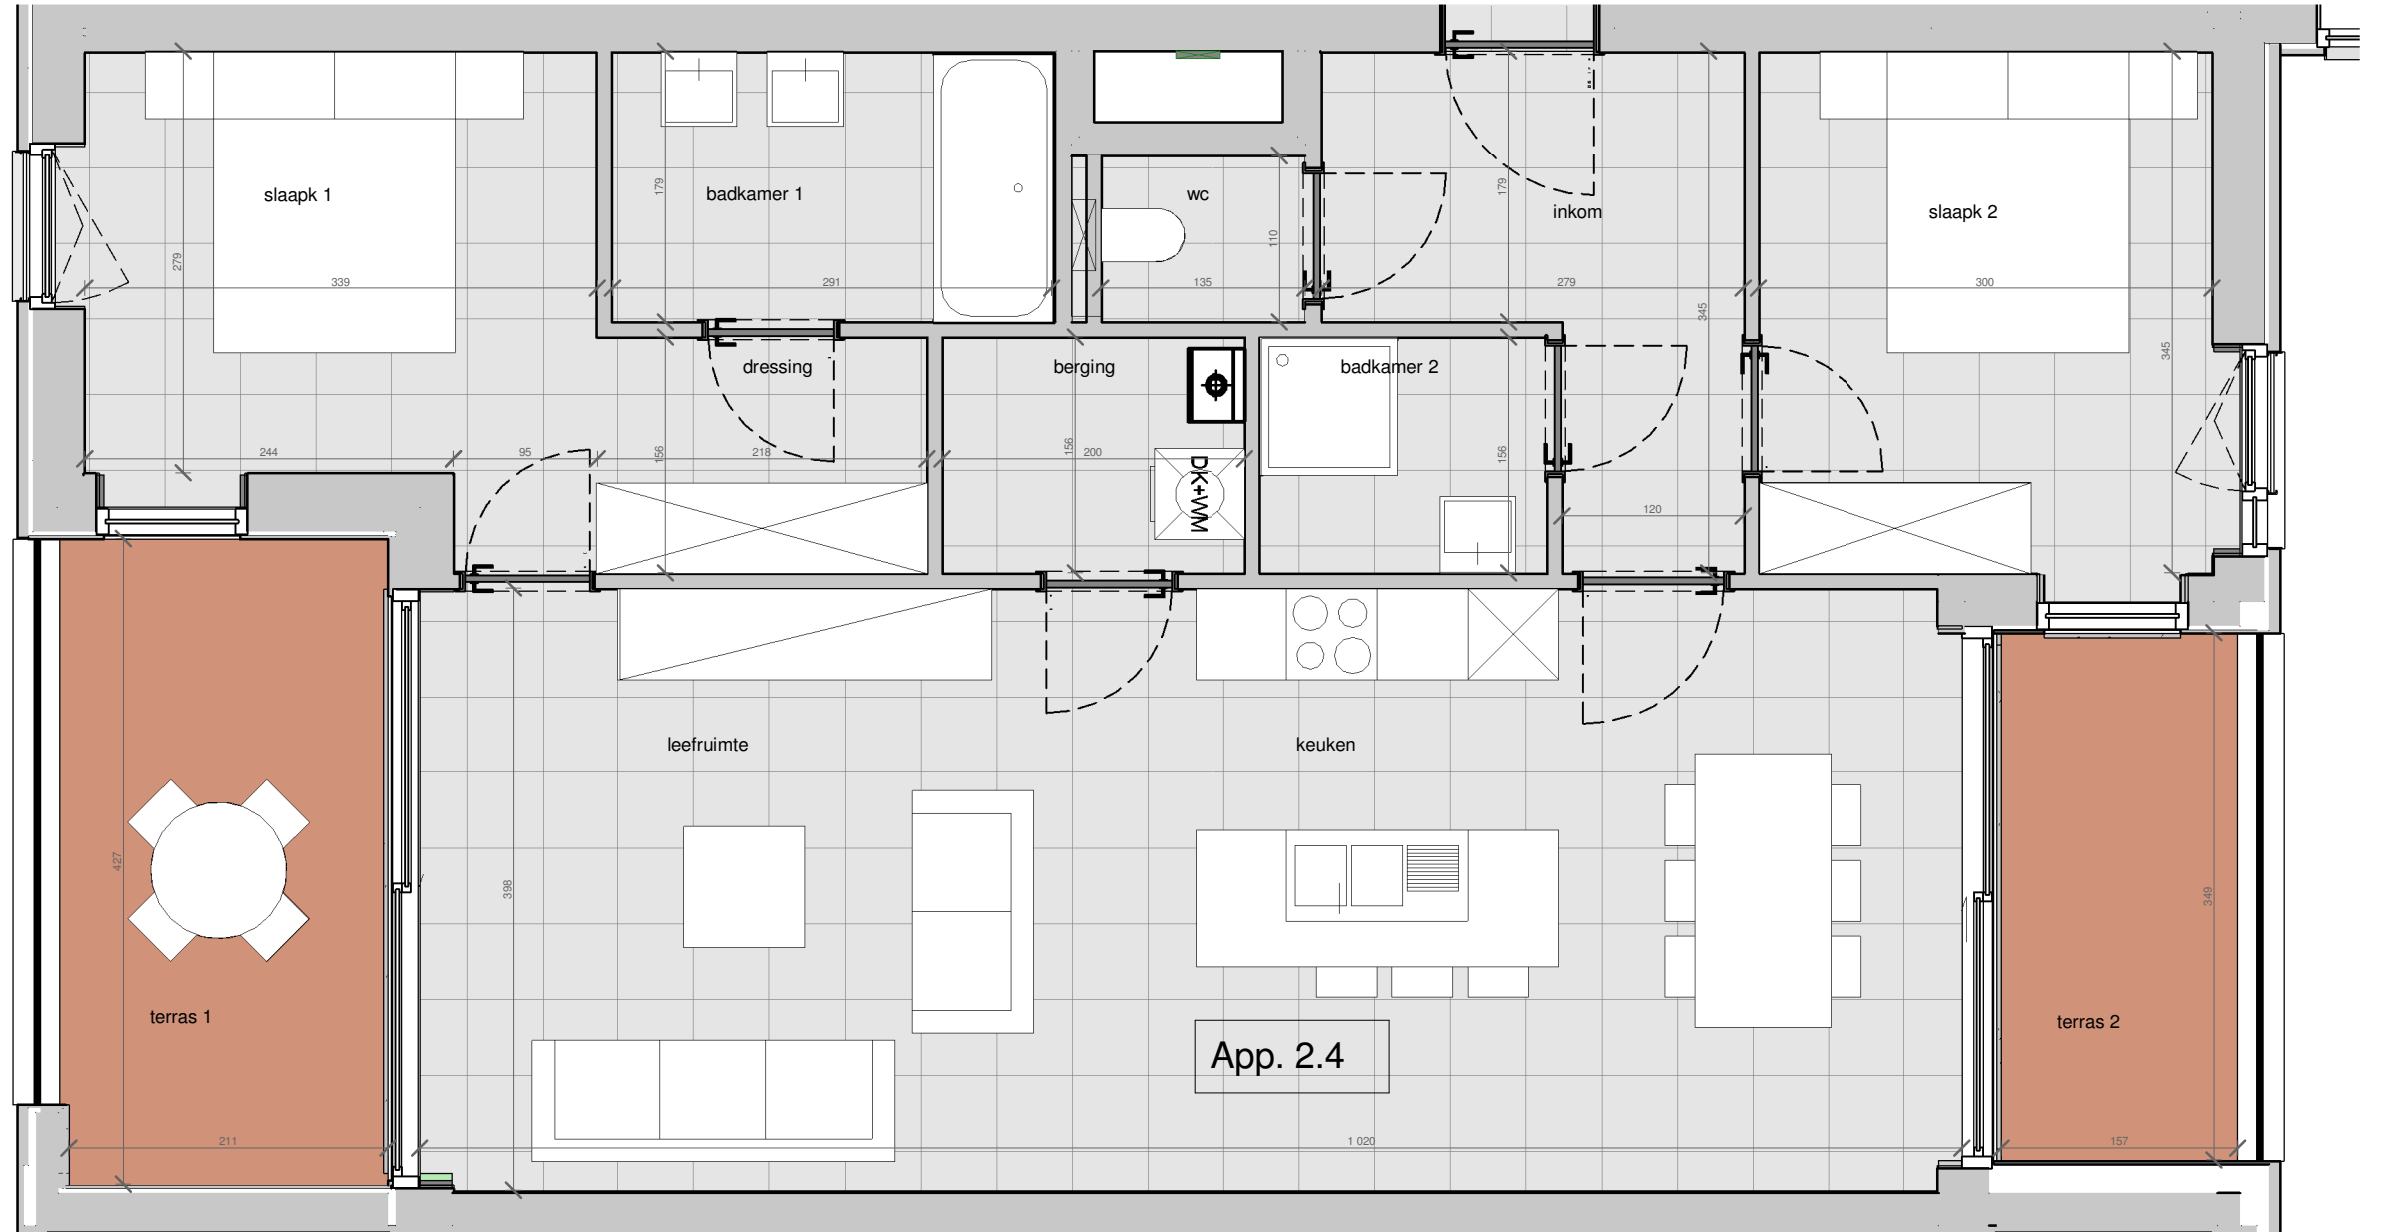 slaapk 1
badkamer 1
wc
inkom
slaapk 2
179
179
110
279
339
291
135
279
300
345
345
dressing
berging
badkamer 2
244
95
156
218
156
200
156
DK+WM
120
leefruimte
keuken
427
398
349
terras 1
App. 2.4
terras 2
211
1 020
157